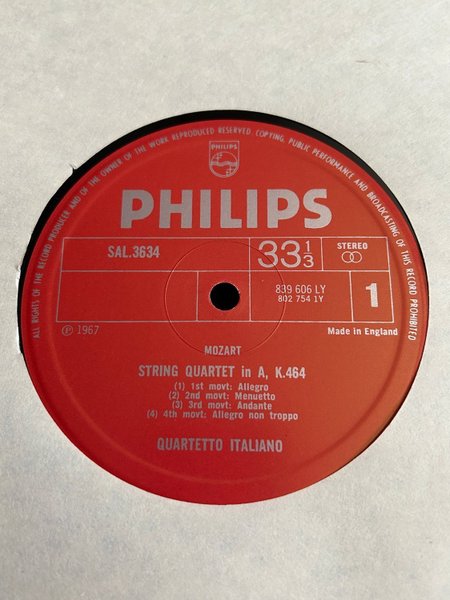 ALL RIGHTS OF THE RECORD PRODUCER AND OF THE OWNER OF THE WORK REPRODUCED RESERVED. COPYING, PUBLIC PERFORMANCE AND BROADCASTING OF THIS RECORD PROHIBITED
PHILIPS
PHILIPS
SAL.3634
33 1/3
STEREO
839 606 LY
802 754 1Y
1
Ⓟ 1967
Made in England
MOZART
STRING QUARTET in A, K.464
(1) 1st movt: Allegro
(2) 2nd movt: Menuetto
(3) 3rd movt: Andante
(4) 4th movt: Allegro non troppo
QUARTETTO ITALIANO